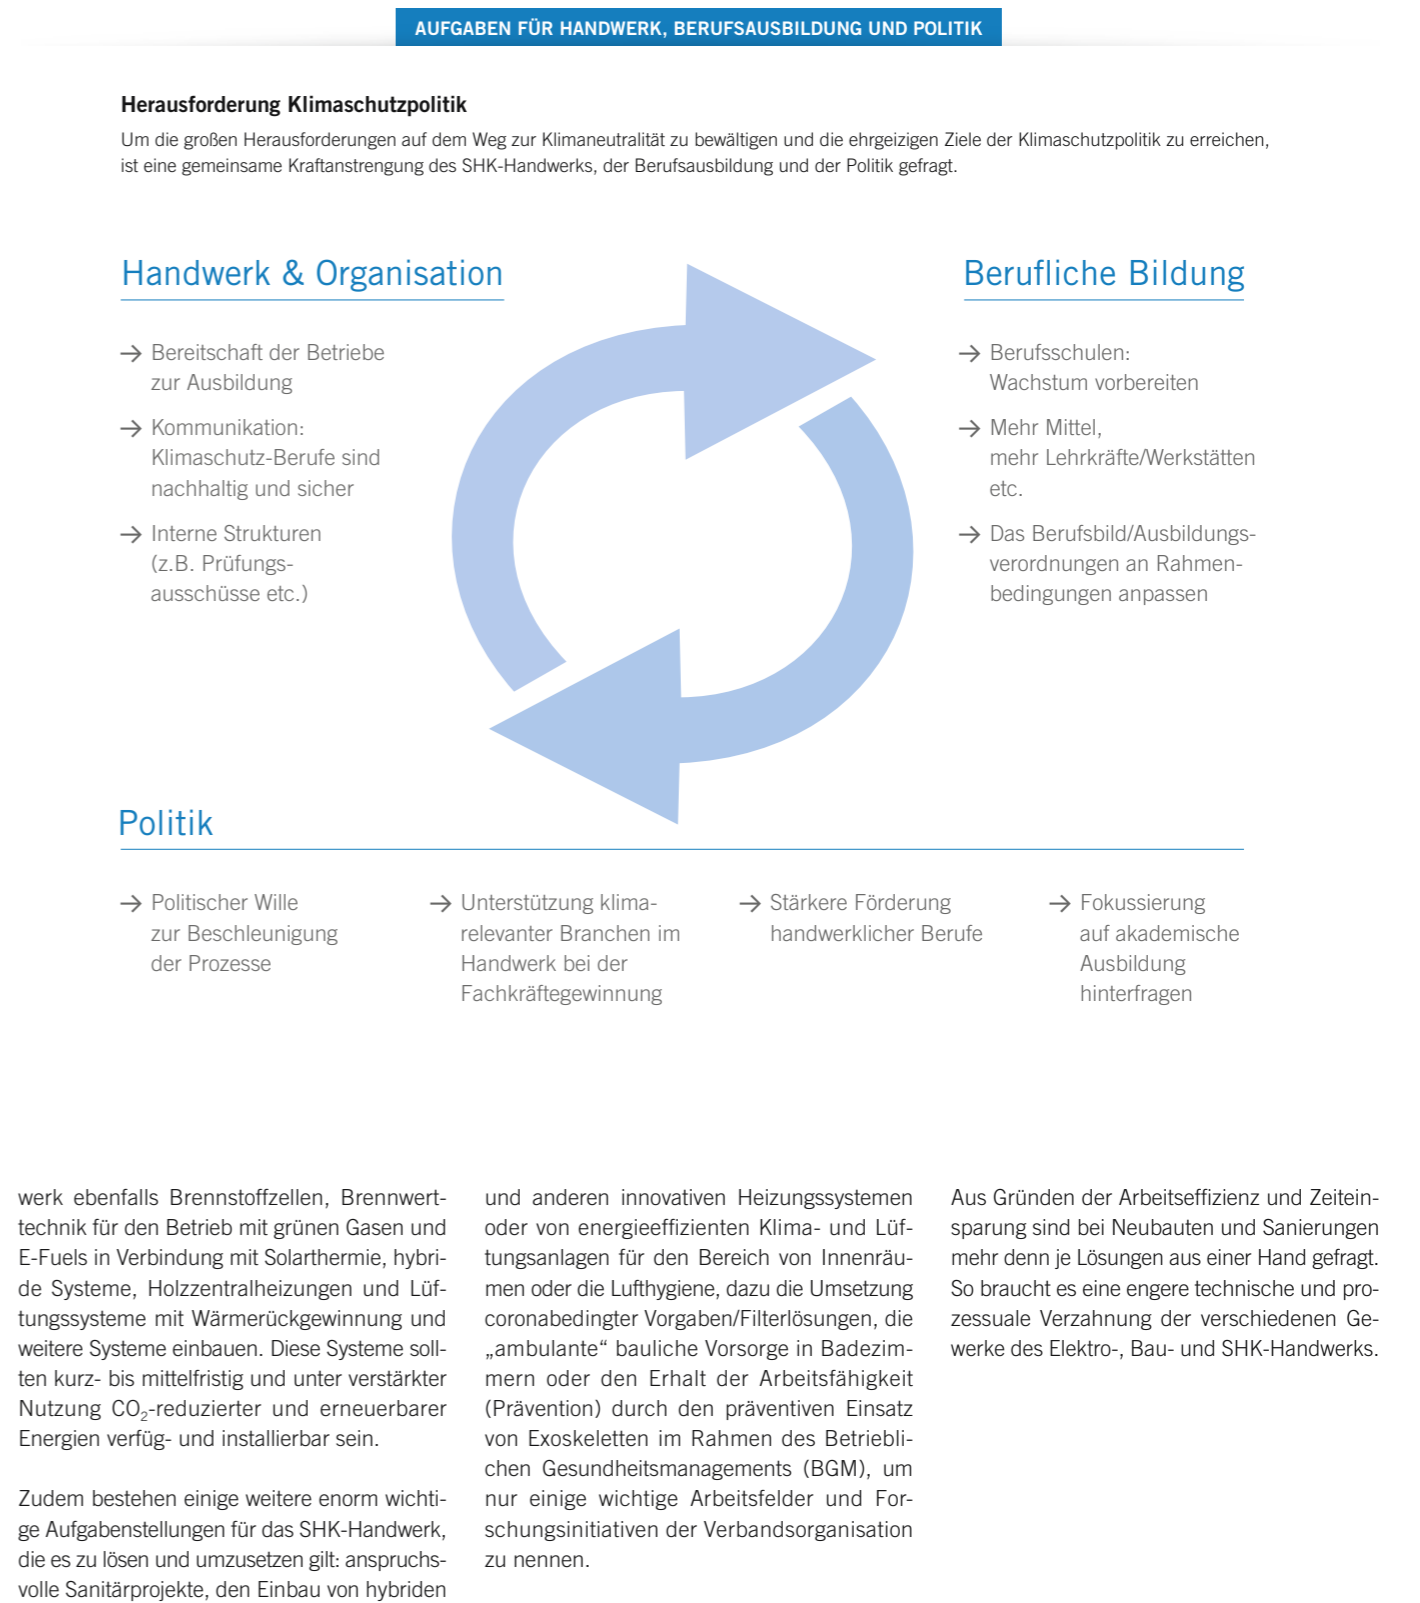 AUFGABEN FÜR HANDWERK, BERUFSAUSBILDUNG UND POLITIK
Herausforderung Klimaschutzpolitik
Um die großen Herausforderungen auf dem Weg zur Klimaneutralität zu bewältigen und die ehrgeizigen Ziele der Klimaschutzpolitik zu erreichen,
ist eine gemeinsame Kraftanstrengung des SHK-Handwerks, der Berufsausbildung und der Politik gefragt.
Handwerk & Organisation
→ Bereitschaft der Betriebe
zur Ausbildung
→ Kommunikation:
Klimaschutz-Berufe sind
nachhaltig und sicher
→ Interne Strukturen
(z.B. Prüfungs-
ausschüsse etc.)
Berufliche Bildung
→ Berufsschulen:
Wachstum vorbereiten
→ Mehr Mittel,
mehr Lehrkräfte/Werkstätten
etc.
→ Das Berufsbild/Ausbildungs-
verordnungen an Rahmen-
bedingungen anpassen
Politik
→ Politischer Wille
zur Beschleunigung
der Prozesse
→ Unterstützung klima-
relevanter Branchen im
Handwerk bei der
Fachkräftegewinnung
→ Stärkere Förderung
handwerklicher Berufe
→ Fokussierung
auf akademische
Ausbildung
hinterfragen
werk ebenfalls Brennstoffzellen, Brennwert-
technik für den Betrieb mit grünen Gasen und
E-Fuels in Verbindung mit Solarthermie, hybri-
de Systeme, Holzzentralheizungen und Lüf-
tungssysteme mit Wärmerückgewinnung und
weitere Systeme einbauen. Diese Systeme soll-
ten kurz- bis mittelfristig und unter verstärkter
Nutzung CO₂-reduzierter und erneuerbarer
Energien verfüg- und installierbar sein.
Zudem bestehen einige weitere enorm wichti-
ge Aufgabenstellungen für das SHK-Handwerk,
die es zu lösen und umzusetzen gilt: anspruchs-
volle Sanitärprojekte, den Einbau von hybriden
und anderen innovativen Heizungssystemen
oder von energieeffizienten Klima- und Lüf-
tungsanlagen für den Bereich von Innenräu-
men oder die Lufthygiene, dazu die Umsetzung
coronabedingter Vorgaben/Filterlösungen, die
„ambulante“ bauliche Vorsorge in Badezim-
mern oder den Erhalt der Arbeitsfähigkeit
(Prävention) durch den präventiven Einsatz
von Exoskeletten im Rahmen des Betriebli-
chen Gesundheitsmanagements (BGM), um
nur einige wichtige Arbeitsfelder und For-
schungsinitiativen der Verbandsorganisation
zu nennen.
Aus Gründen der Arbeitseffizienz und Zeitein-
sparung sind bei Neubauten und Sanierungen
mehr denn je Lösungen aus einer Hand gefragt.
So braucht es eine engere technische und pro-
zessuale Verzahnung der verschiedenen Ge-
werke des Elektro-, Bau- und SHK-Handwerks.